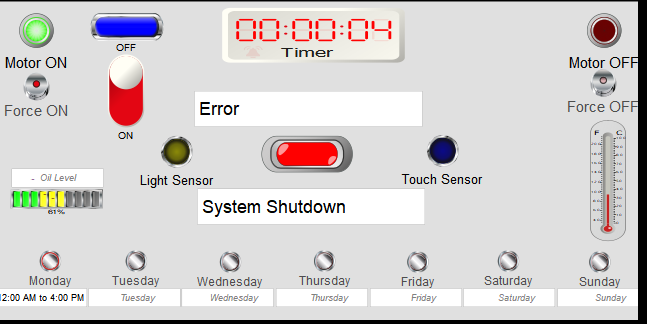 00:00:04
Timer
OFF
Motor ON
Motor OFF
Force ON
Force OFF
Error
ON
F C
Light Sensor
Touch Sensor
- Oil Level
61%
System Shutdown
Monday
Tuesday
Wednesday
Thursday
Friday
Saturday
Sunday
2:00 AM to 4:00 PM
Tuesday
Wednesday
Thursday
Friday
Saturday
Sunday